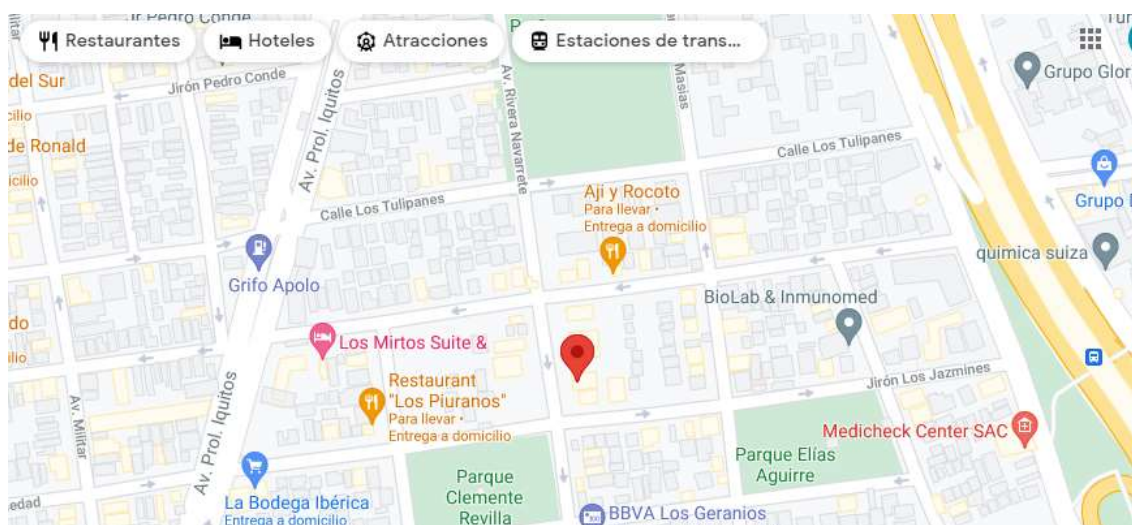 Jr Pedro Conde
Restaurantes
Hoteles
Atracciones
Estaciones de trans...
Jirón Pedro Conde
del Sur
de Ronald
Av. Prol. Iquitos
Av. Rivera Navarrete
Masias
Grupo Glor
Calle Los Tulipanes
Calle Los Tulipanes
Ají y Rocoto
Para llevar ·
Entrega a domicilio
Grupo
quimica suiza
Grifo Apolo
BioLab & Inmunomed
Los Mirtos Suite &
Restaurant
"Los Piuranos"
Para llevar ·
Entrega a domicilio
Jirón Los Jazmines
Av. Militar
Av. Prol. Iquitos
Medicheck Center SAC
Parque Elías
Aguirre
Parque
Clemente
Revilla
La Bodega Ibérica
Entrega a domicilio
BBVA Los Geranios